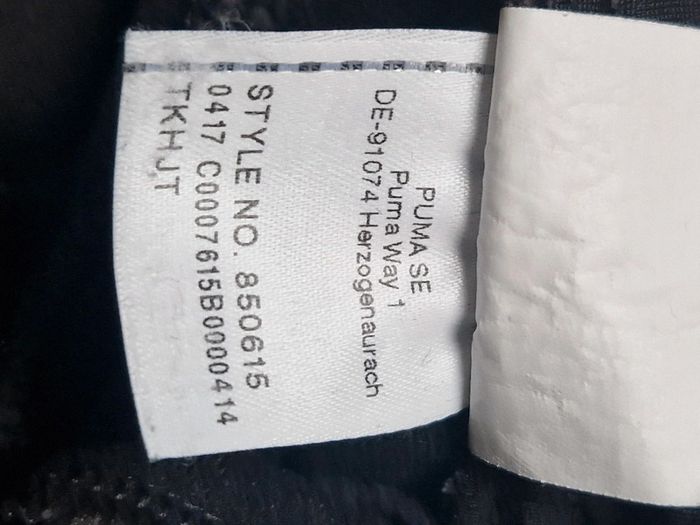 PUMA SE
Puma Way 1
DE-91074 Herzogenaurach
STYLE NO. 850615
0417 C0007615B0000414
TKHJT